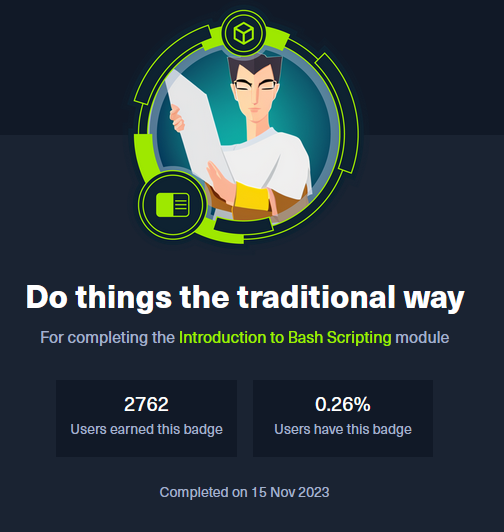 Do things the traditional way
For completing the Introduction to Bash Scripting module
2762
Users earned this badge
0.26%
Users have this badge
Completed on 15 Nov 2023